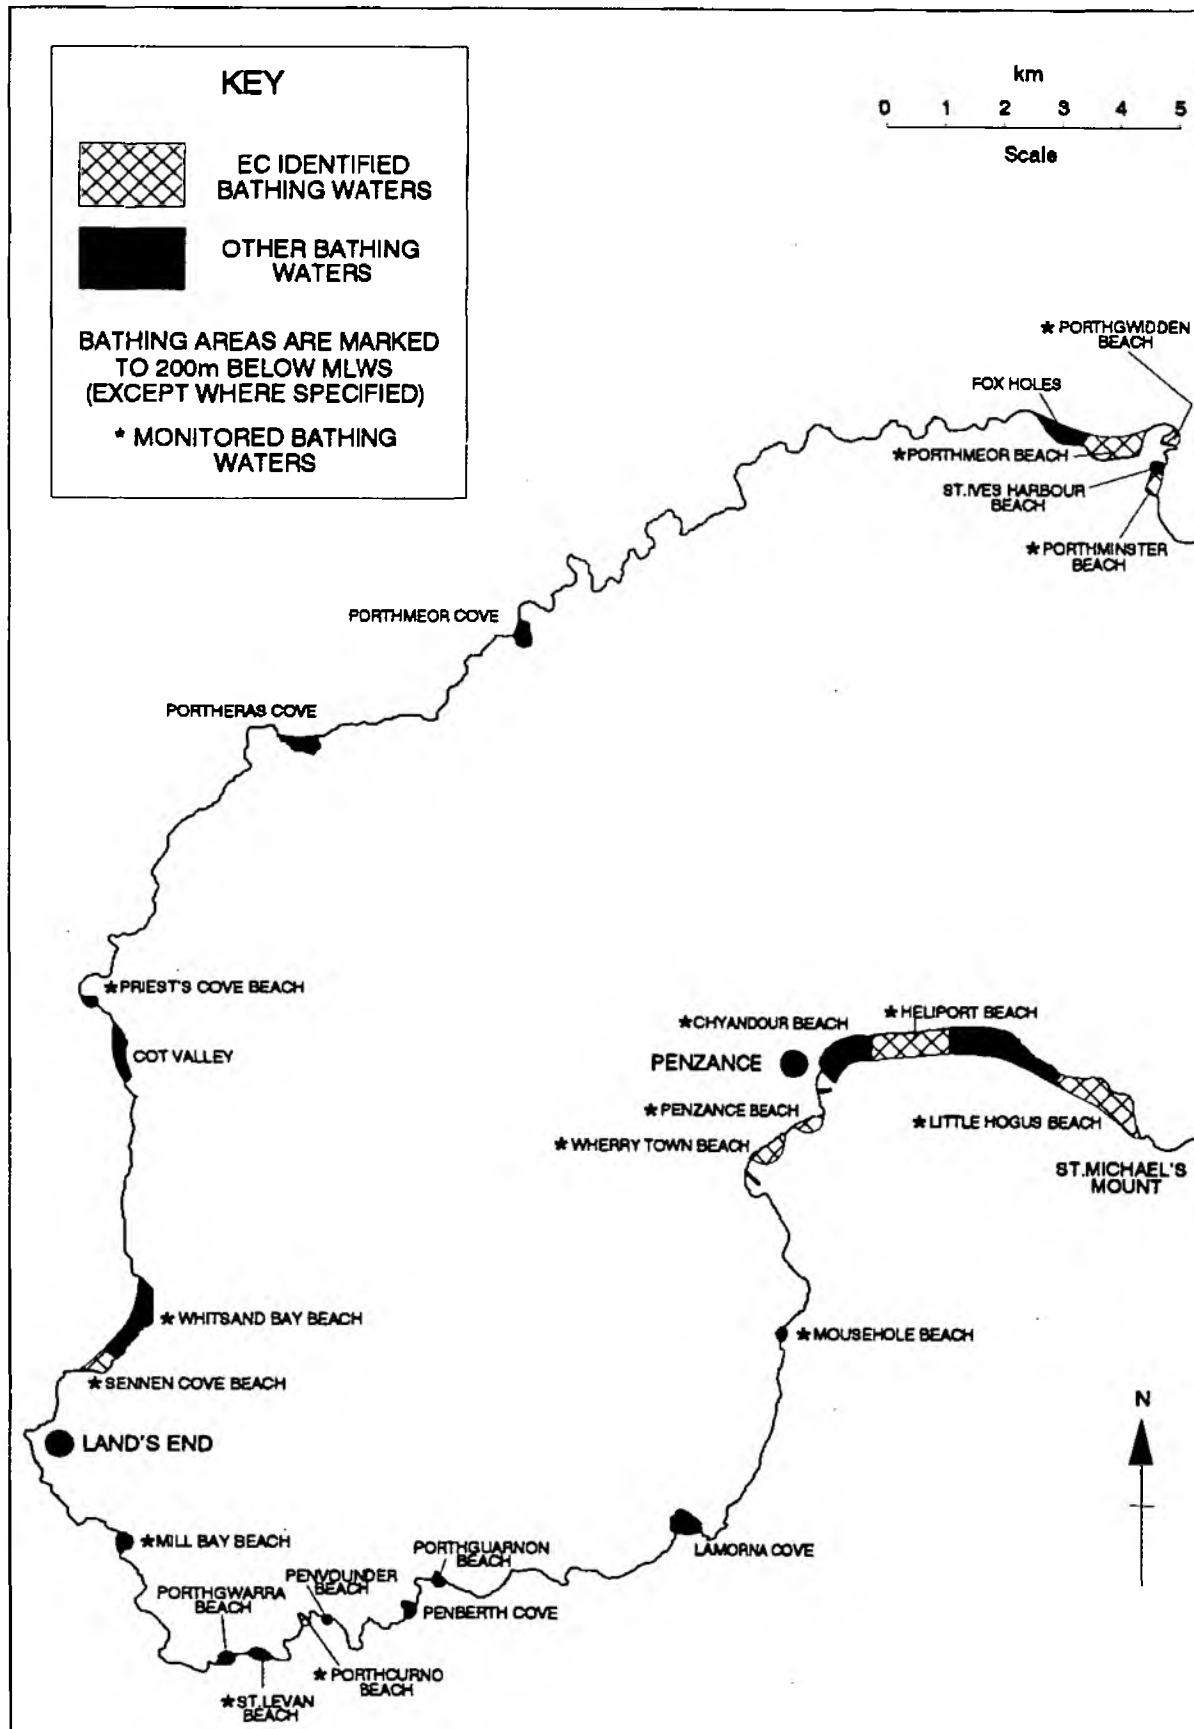 KEY
EC IDENTIFIED
BATHING WATERS
OTHER BATHING
WATERS
BATHING AREAS ARE MARKED
TO 200m BELOW MLWS
(EXCEPT WHERE SPECIFIED)
* MONITORED BATHING
WATERS
km
0 1 2 3 4 5
Scale
* PORTHGWIDDEN
BEACH
FOX HOLES
* PORTHMEOR BEACH
ST.IVES HARBOUR
BEACH
* PORTHMINSTER
BEACH
PORTHMEOR COVE
PORTHERAS COVE
* PRIEST'S COVE BEACH
COT VALLEY
* HELIPORT BEACH
* CHYANDOUR BEACH
PENZANCE
* PENZANCE BEACH
* LITTLE HOGUS BEACH
* WHERRY TOWN BEACH
ST.MICHAEL'S
MOUNT
* WHITSAND BAY BEACH
* MOUSEHOLE BEACH
* SENNEN COVE BEACH
N
LAND'S END
* MILL BAY BEACH
LAMORNA COVE
PORTHGUARNON
BEACH
PENVOUNDER
BEACH
PORTHGWARRA
BEACH
PENBERTH COVE
* PORTHCURNO
BEACH
* ST.LEVAN
BEACH